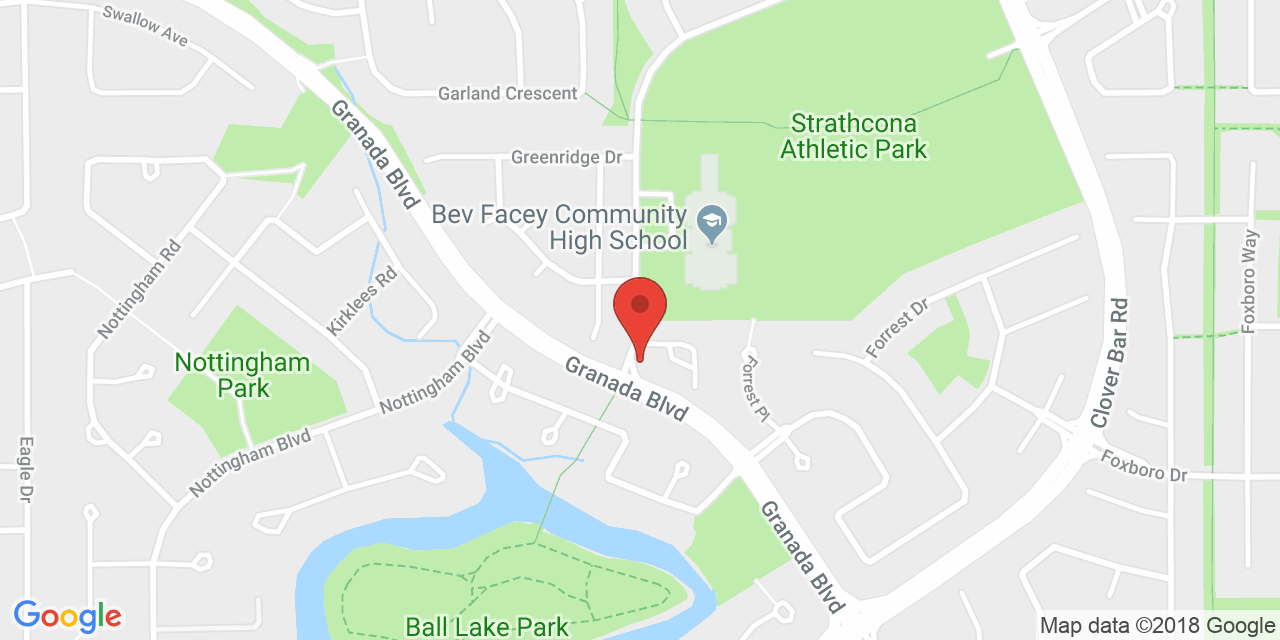 Swallow Ave
Garland Crescent
Granada Blvd
Greenridge Dr
Strathcona
Athletic Park
Bev Facey Community
High School
Nottingham Rd
Kirklees Rd
Foxboro Way
Forrest Dr
Clover Bar Rd
Nottingham
Park
Nottingham Blvd
Granada Blvd
Forrest Pl
Nottingham Blvd
Eagle Dr
Foxboro Dr
Granada Blvd
Google
Ball Lake Park
Map data ©2018 Google